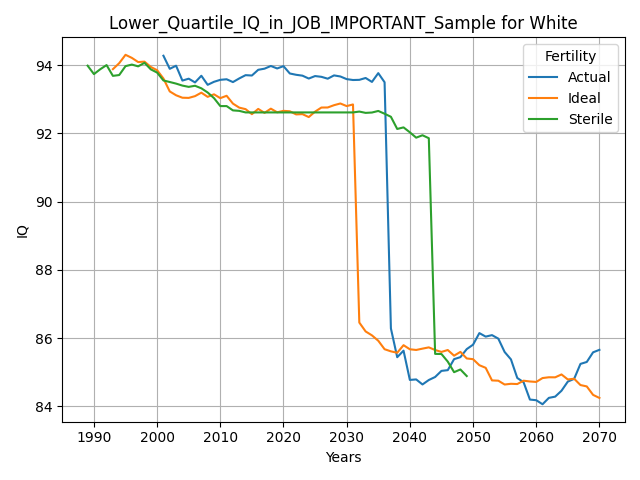 Lower_Quartile_IQ_in_JOB_IMPORTANT_Sample for White
Fertility
Actual
Ideal
Sterile
94
92
90
88
86
84
IQ
1990
2000
2010
2020
2030
2040
2050
2060
2070
Years